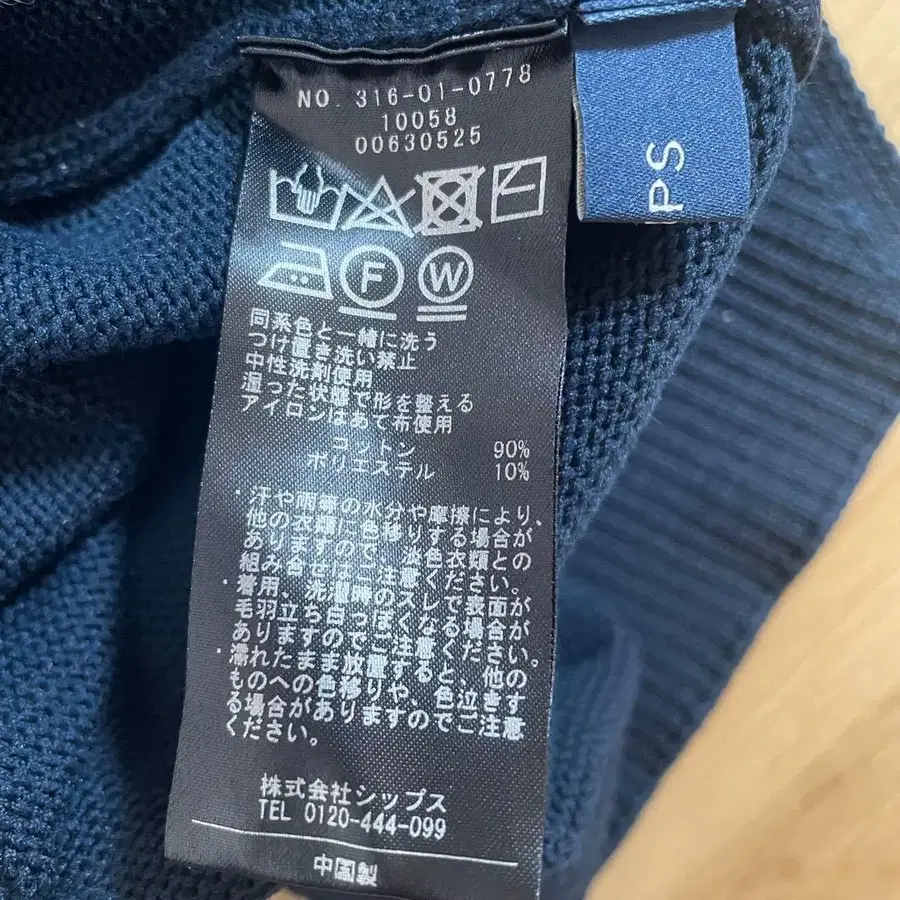 NO. 316-01-0778
10058
00630525
PS
F
W
同系色と一緒に洗う
つけ置き洗い禁止
中性洗剤使用
湿った状態で形を整える
アイロンはあて布使用
コットン 90%
ポリエステル 10%
・汗や雨等の水分や摩擦により、
他の衣類に色移りする場合が
ありますので、淡色衣類との
組み合せはご注意ください。
・着用、洗濯時のスレで表面が
毛羽立ち白っぽくなる場合が
ありますのでご注意ください。
・濡れたまま放置すると、他の
ものへの色移りや、色泣きす
る場合がありますのでご注意
ください。
株式会社シップス
TEL 0120-444-099
中国製